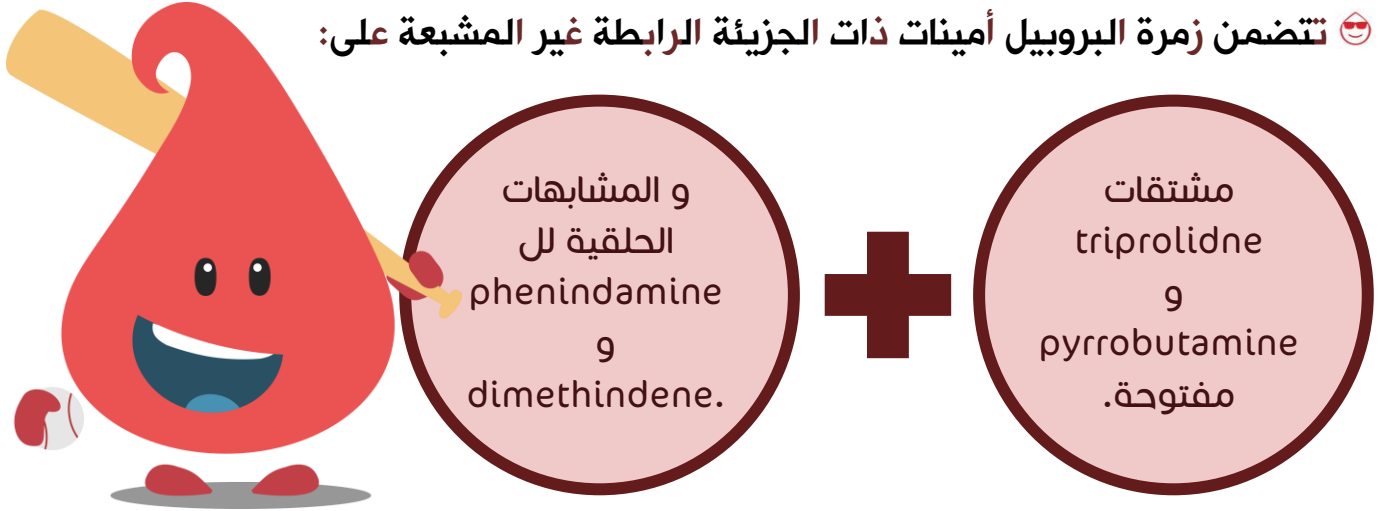 تتضمن زمرة البروبيل أمينات ذات الجزيئة الرابطة غير المشبعة على:
مشتقات
triprolidne
و
pyrrobutamine
مفتوحة.
و المشابهات
الحلقية لل
phenindamine
و
dimethindene.